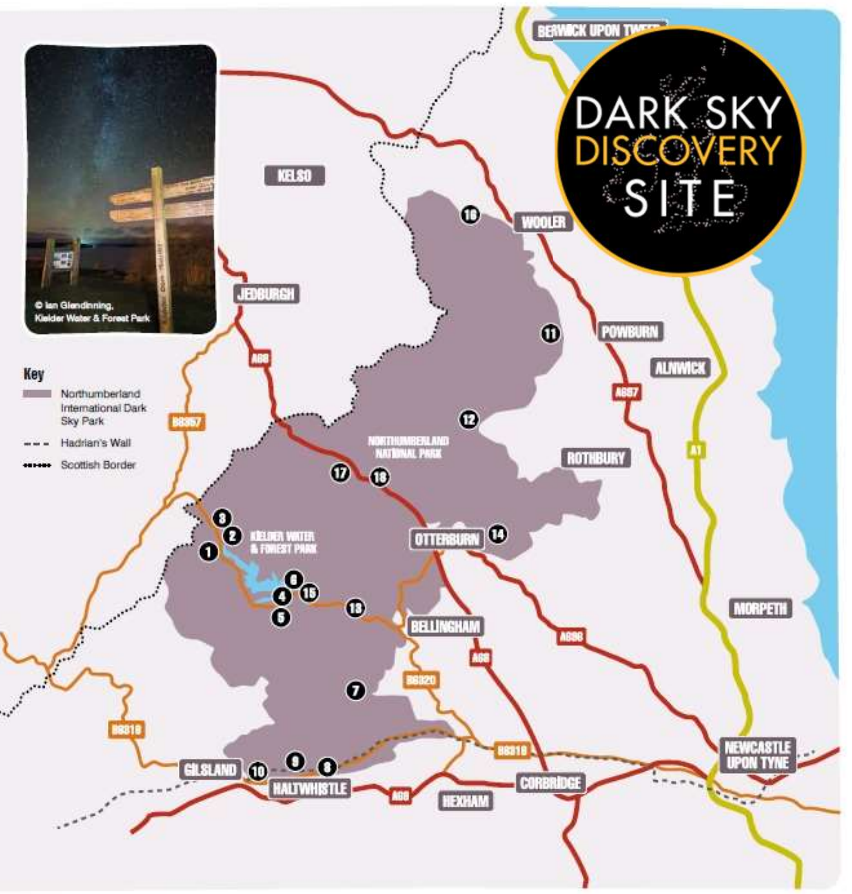 BERWICK UPON
DARK SKY
DISCOVERY
SITE
© Ian Glendinning,
Kielder Water & Forest Park
KELSO
16
WOOLER
JEDBURGH
11
POWBURN
ALNWICK
A68
A697
Key
Northumberland
International Dark
Sky Park
Hadrian's Wall
Scottish Border
B6357
12
NORTHUMBERLAND
NATIONAL PARK
A1
ROTHBURY
17
18
3
2
1
KIELDER WATER
& FOREST PARK
OTTERBURN
14
6
4
15
5
13
MORPETH
BELLINGHAM
A696
A68
B6320
7
B6318
B6318
NEWCASTLE
UPON TYNE
GILSLAND
10
9
8
HALTWHISTLE
A69
HEXHAM
CORBRIDGE